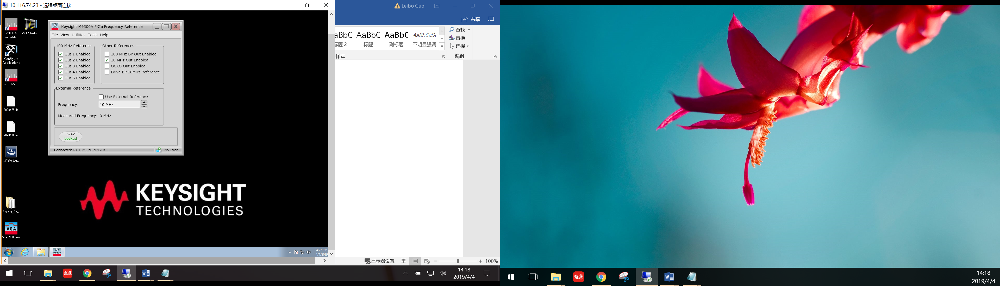 10.116.74.23 - 远程桌面连接
M9037A
Embedde...
VXT2_Instal...
Configure
Applications
LaunchMo...
2098675.lic
2098678.lic
M938x_Set...
Record_De...
VSA
Vsa_2018.exe
Keysight M9300A PXIe Frequency Reference
File View Utilities Tools Help
100 MHz Reference
Out 1 Enabled
Out 2 Enabled
Out 3 Enabled
Out 4 Enabled
Out 5 Enabled
Other References
100 MHz BP Out Enabled
10 MHz Out Enabled
OCXO Out Enabled
Drive BP 10MHz Reference
External Reference
Use External Reference
Frequency: 10 MHz
Measured Frequency: 0 MHz
Int Ref
Locked
Connected: PXI10::0::0::INSTR
No Error
KEYSIGHT
TECHNOLOGIES
M9300
4:27 PM
4/4/2019
Leibo Guo
共享
AaBbC AaBbC AaBbCcDc
标题 2 标题 副标题 不明显强调
样式
查找
替换
选择
编辑
显示器设置
100%
有道
14:18
2019/4/4
有道
14:18
2019/4/4